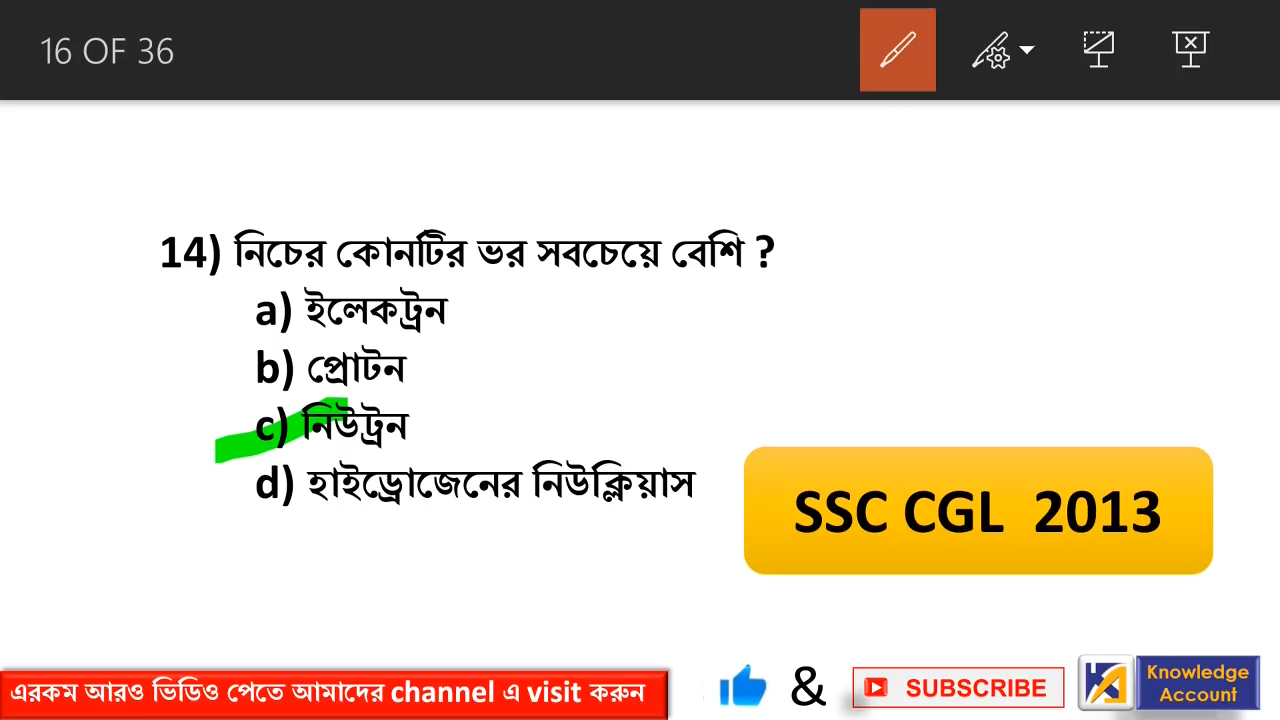 16 OF 36
14) নিচের কোনটির ভর সবচেয়ে বেশি ?
a) ইলেকট্রন
b) প্রোটন
c) নিউট্রন
d) হাইড্রোজেনের নিউক্লিয়াস
SSC CGL 2013
এরকম আরও ভিডিও পেতে আমাদের channel এ visit করুন
&
SUBSCRIBE
Knowledge
Account